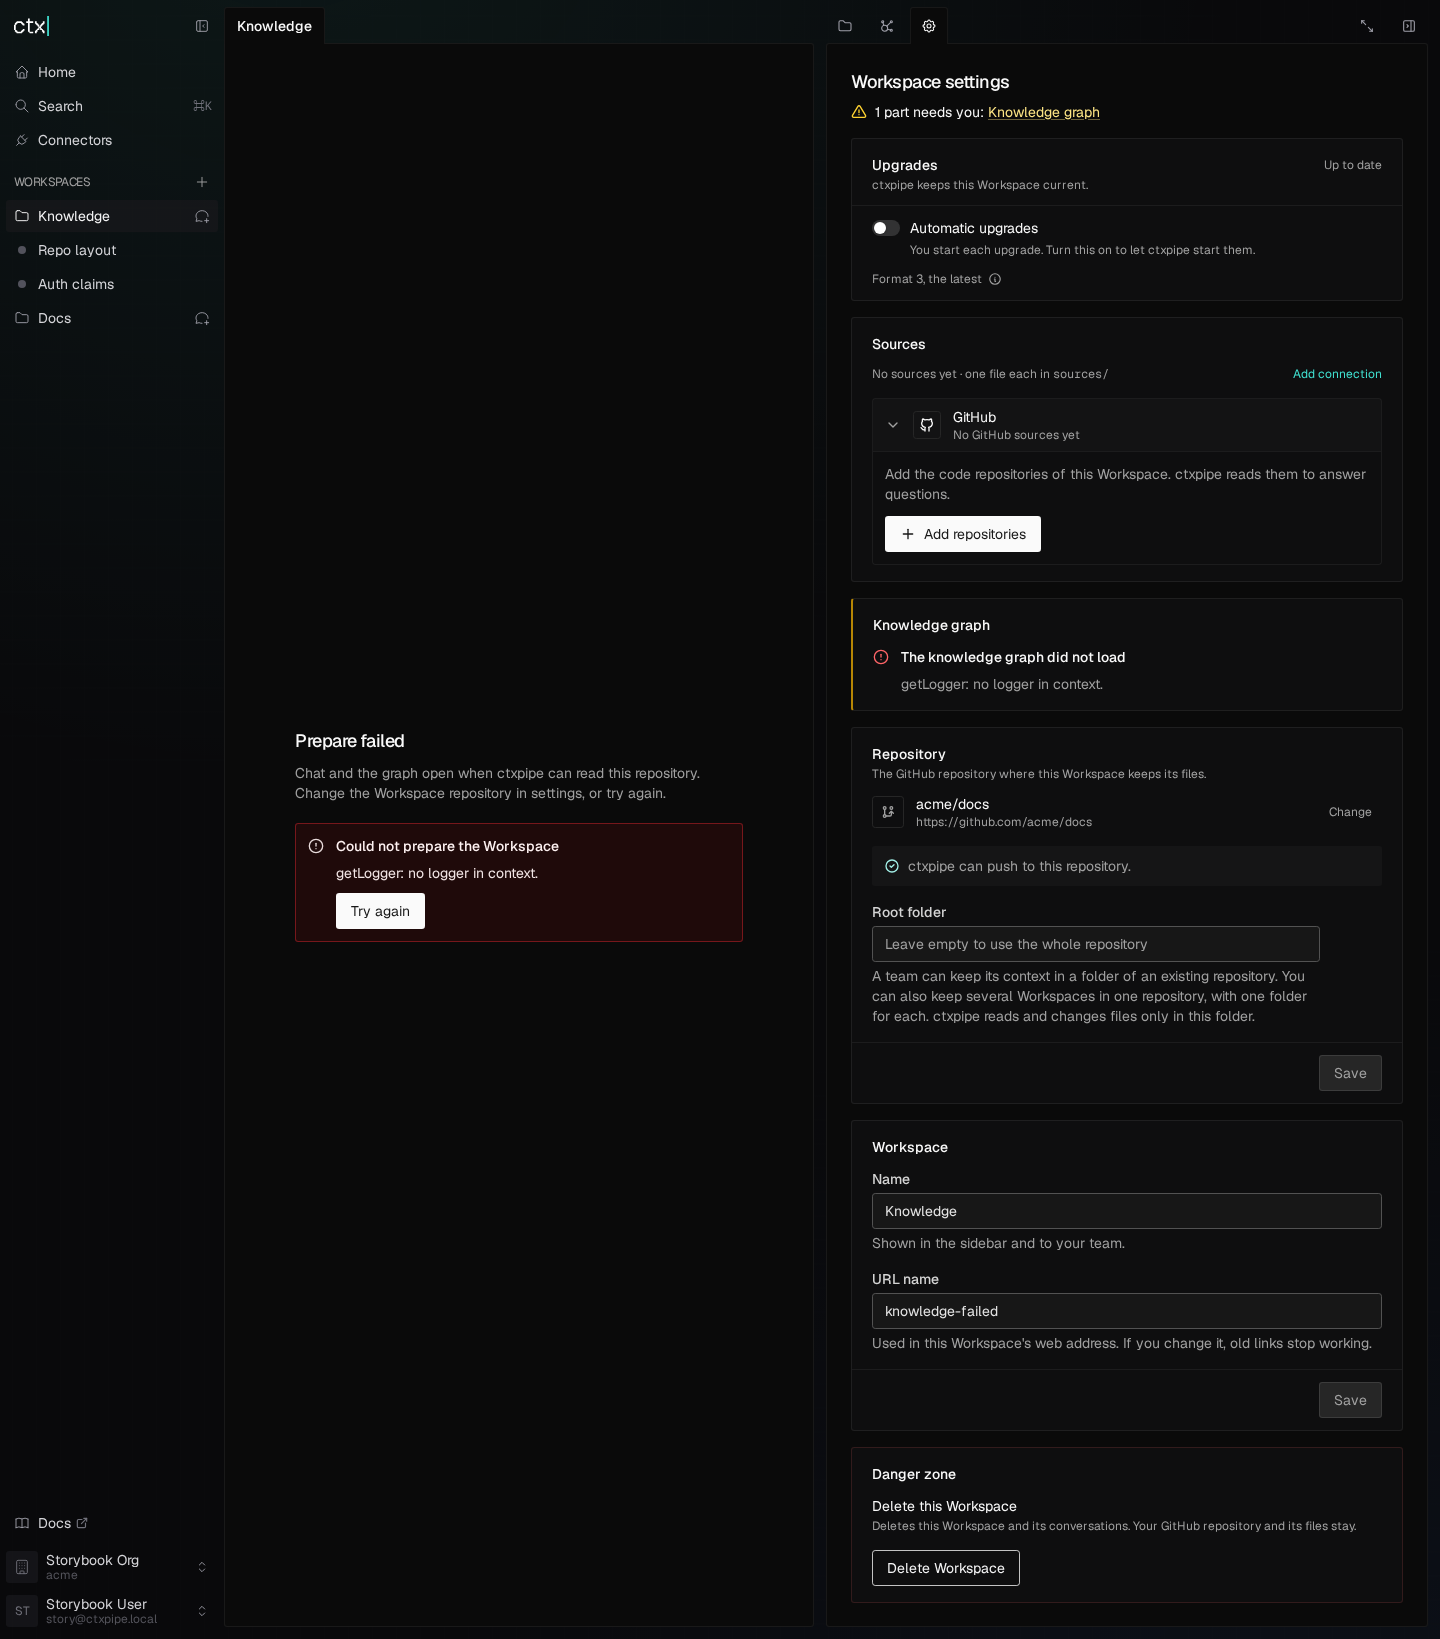 ctx
Home
Search
⌘K
Connectors
WORKSPACES
Knowledge
Repo layout
Auth claims
Docs
Docs
Storybook Org
acme
ST
Storybook User
story@ctxpipe.local
Knowledge
Prepare failed
Chat and the graph open when ctxpipe can read this repository.
Change the Workspace repository in settings, or try again.
Could not prepare the Workspace
getLogger: no logger in context.
Try again
Workspace settings
1 part needs you: Knowledge graph
Upgrades
Up to date
ctxpipe keeps this Workspace current.
Automatic upgrades
You start each upgrade. Turn this on to let ctxpipe start them.
Format 3, the latest
Sources
No sources yet · one file each in sources/
Add connection
GitHub
No GitHub sources yet
Add the code repositories of this Workspace. ctxpipe reads them to answer
questions.
Add repositories
Knowledge graph
The knowledge graph did not load
getLogger: no logger in context.
Repository
The GitHub repository where this Workspace keeps its files.
acme/docs
https://github.com/acme/docs
Change
ctxpipe can push to this repository.
Root folder
Leave empty to use the whole repository
A team can keep its context in a folder of an existing repository. You
can also keep several Workspaces in one repository, with one folder
for each. ctxpipe reads and changes files only in this folder.
Save
Workspace
Name
Knowledge
Shown in the sidebar and to your team.
URL name
knowledge-failed
Used in this Workspace's web address. If you change it, old links stop working.
Save
Danger zone
Delete this Workspace
Deletes this Workspace and its conversations. Your GitHub repository and its files stay.
Delete Workspace